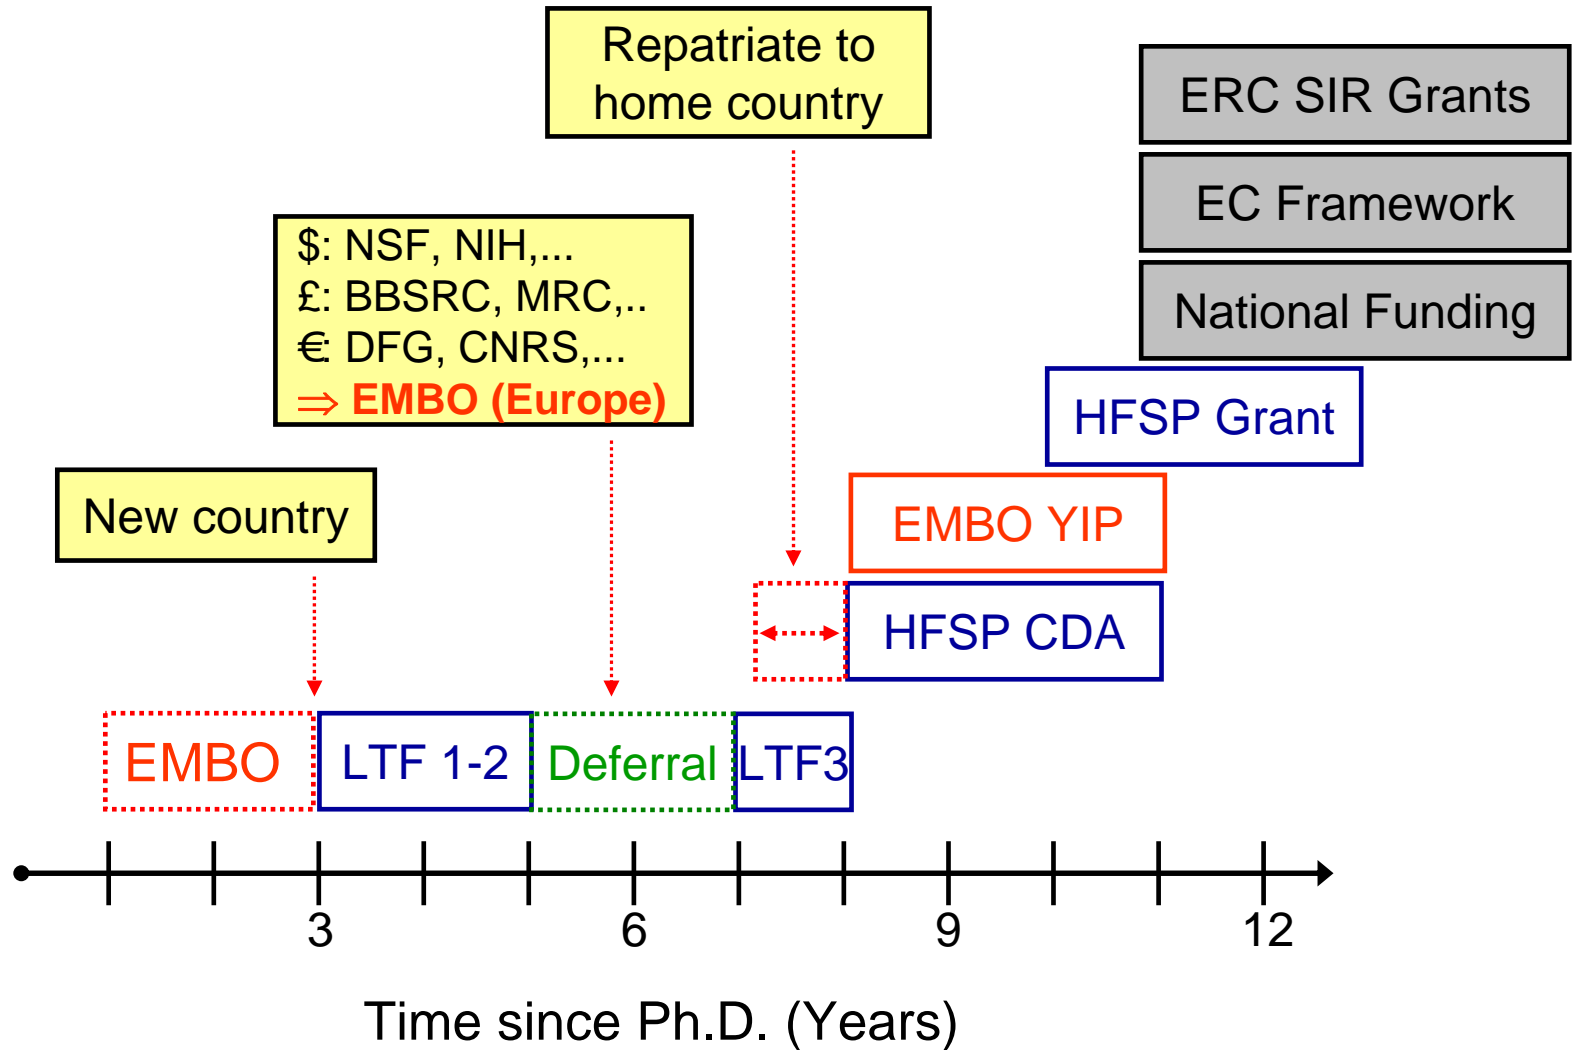 Repatriate to
home country
ERC SIR Grants
EC Framework
National Funding
$: NSF, NIH,...
£: BBSRC, MRC,..
€: DFG, CNRS,...
⇒ EMBO (Europe)
HFSP Grant
New country
EMBO YIP
HFSP CDA
EMBO
LTF 1-2
Deferral
LTF3
3
6
9
12
Time since Ph.D. (Years)